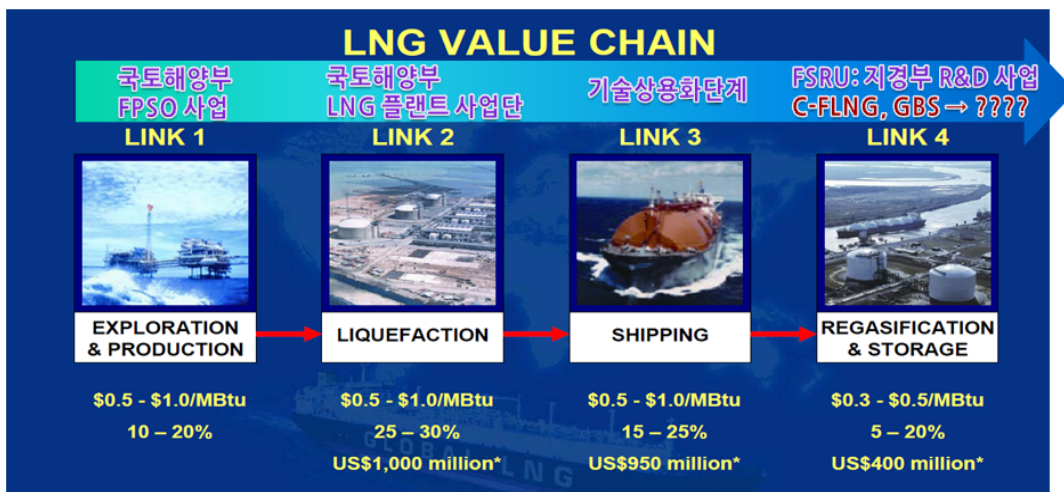 LNG VALUE CHAIN
국토해양부
FPSO 사업
국토해양부
LNG 플랜트 사업단
기술상용화단계
FSRU: 지경부 R&D 사업
C-FLNG, GBS → ????
LINK 1
LINK 2
LINK 3
LINK 4
EXPLORATION
& PRODUCTION
LIQUEFACTION
SHIPPING
REGASIFICATION
& STORAGE
$0.5 - $1.0/MBtu
$0.5 - $1.0/MBtu
$0.5 - $1.0/MBtu
$0.3 - $0.5/MBtu
10 – 20%
25 – 30%
15 – 25%
5 – 20%
US$1,000 million*
US$950 million*
US$400 million*
GLOBAL LNG